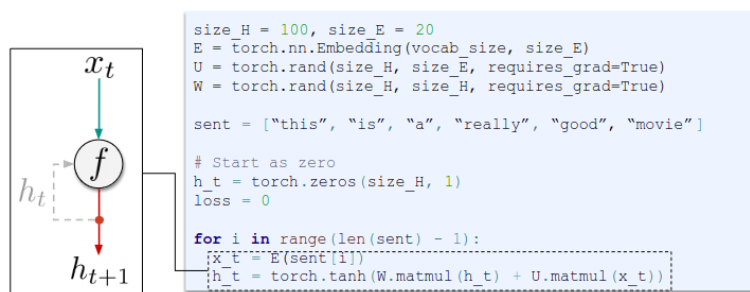 x_t
f
h_t
h_{t+1}
size_H = 100, size_E = 20
E = torch.nn.Embedding(vocab_size, size_E)
U = torch.rand(size_H, size_E, requires_grad=True)
W = torch.rand(size_H, size_H, requires_grad=True)
sent = [“this”, “is”, “a”, “really”, “good”, “movie”]
# Start as zero
h_t = torch.zeros(size_H, 1)
loss = 0
for i in range(len(sent) - 1):
x_t = E(sent[i])
h_t = torch.tanh(W.matmul(h_t) + U.matmul(x_t))